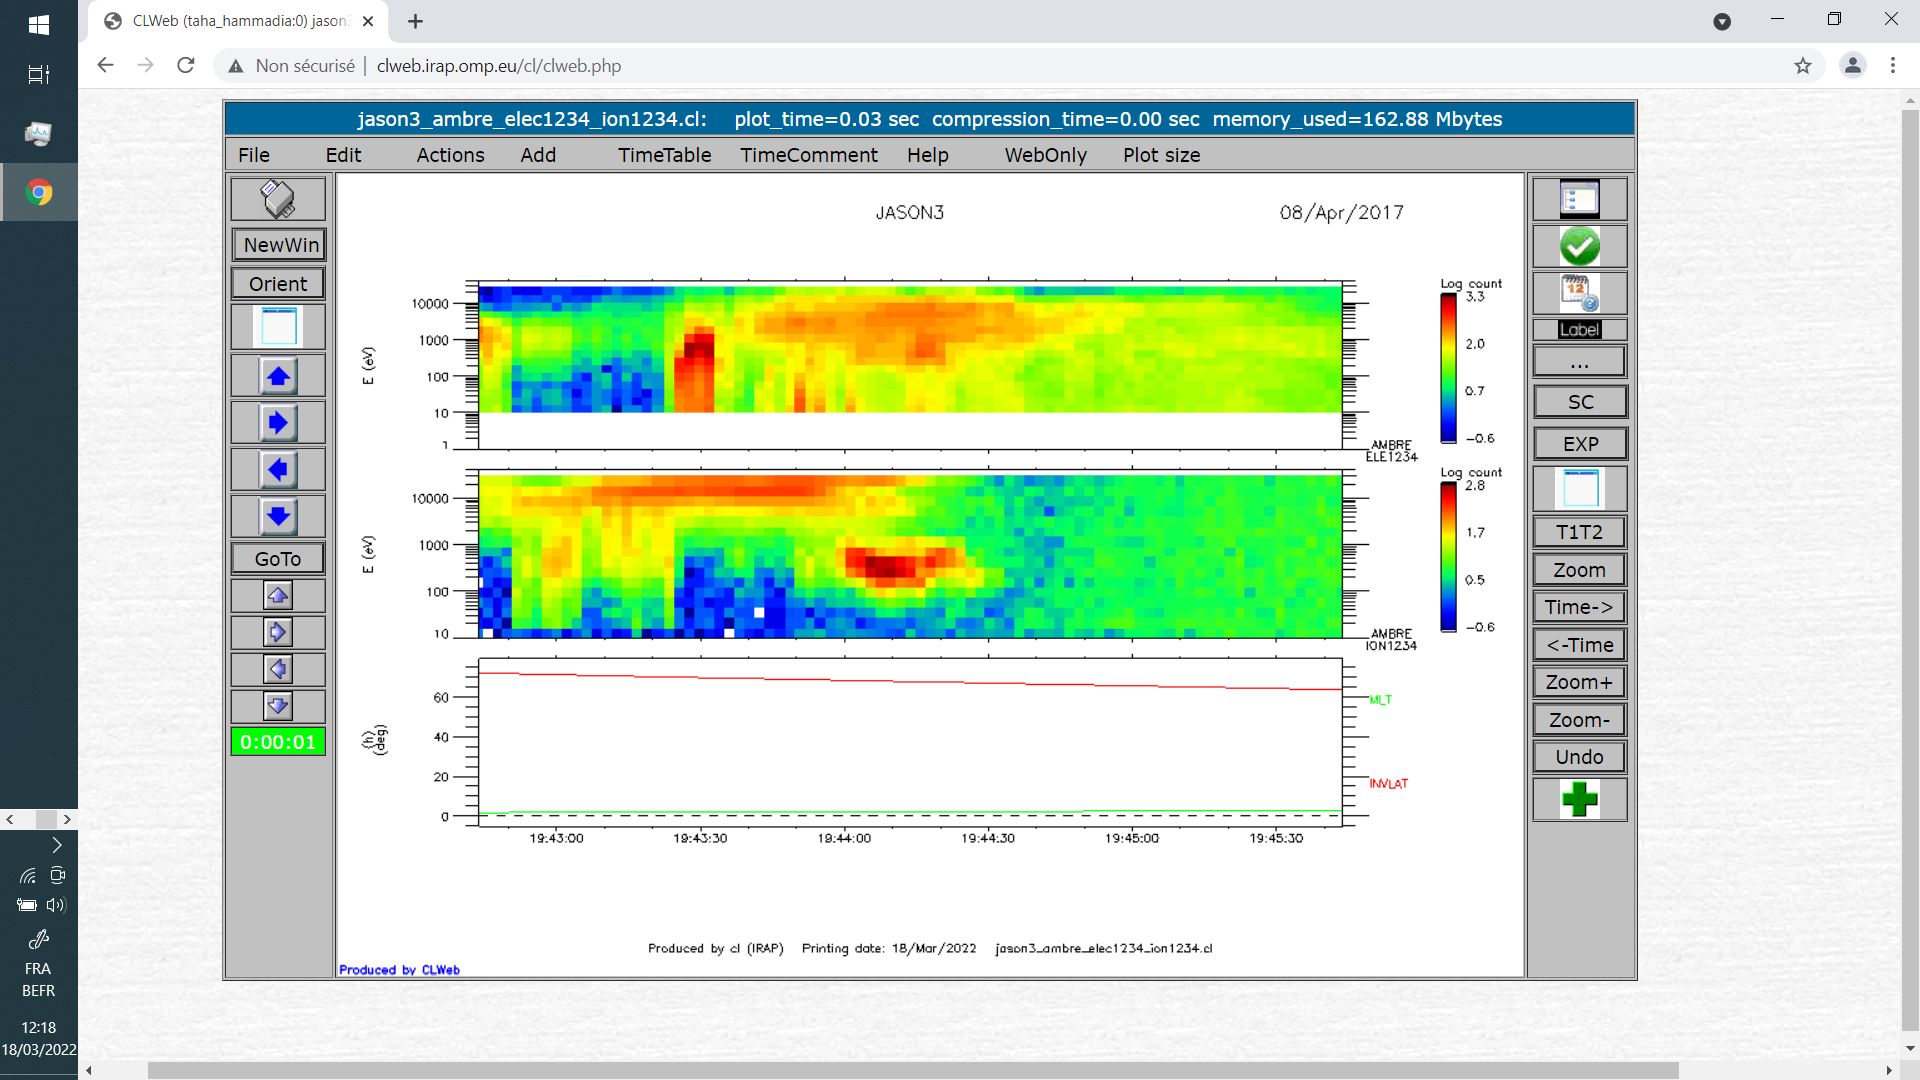 CLWeb (taha_hammadia:0) jason3
Non sécurisé | clweb.irap.omp.eu/cl/clweb.php
jason3_ambre_elec1234_ion1234.cl: plot_time=0.03 sec compression_time=0.00 sec memory_used=162.88 Mbytes
File Edit Actions Add TimeTable TimeComment Help WebOnly Plot size
NewWin
Orient
GoTo
0:00:01
JASON3 08/Apr/2017
10000
1000
100
10
1
E (eV)
Log count
3.3
2.0
0.7
-0.6
AMBRE
ELE1234
10000
1000
100
10
E (eV)
Log count
2.8
1.7
0.5
-0.6
AMBRE
ION1234
60
40
20
0
(h)
(deg)
MLT
INVLAT
19:43:00 19:43:30 19:44:00 19:44:30 19:45:00 19:45:30
Produced by cl (IRAP) Printing date: 18/Mar/2022 jason3_ambre_elec1234_ion1234.cl
Produced by CLWeb
12
Label
...
SC
EXP
T1T2
Zoom
Time->
<-Time
Zoom+
Zoom-
Undo
FRA
BEFR
12:18
18/03/2022